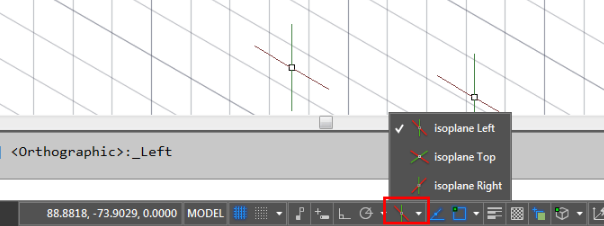 isoplane Left
isoplane Top
<Orthographic>:_Left
isoplane Right
88.8818, -73.9029, 0.0000 MODEL